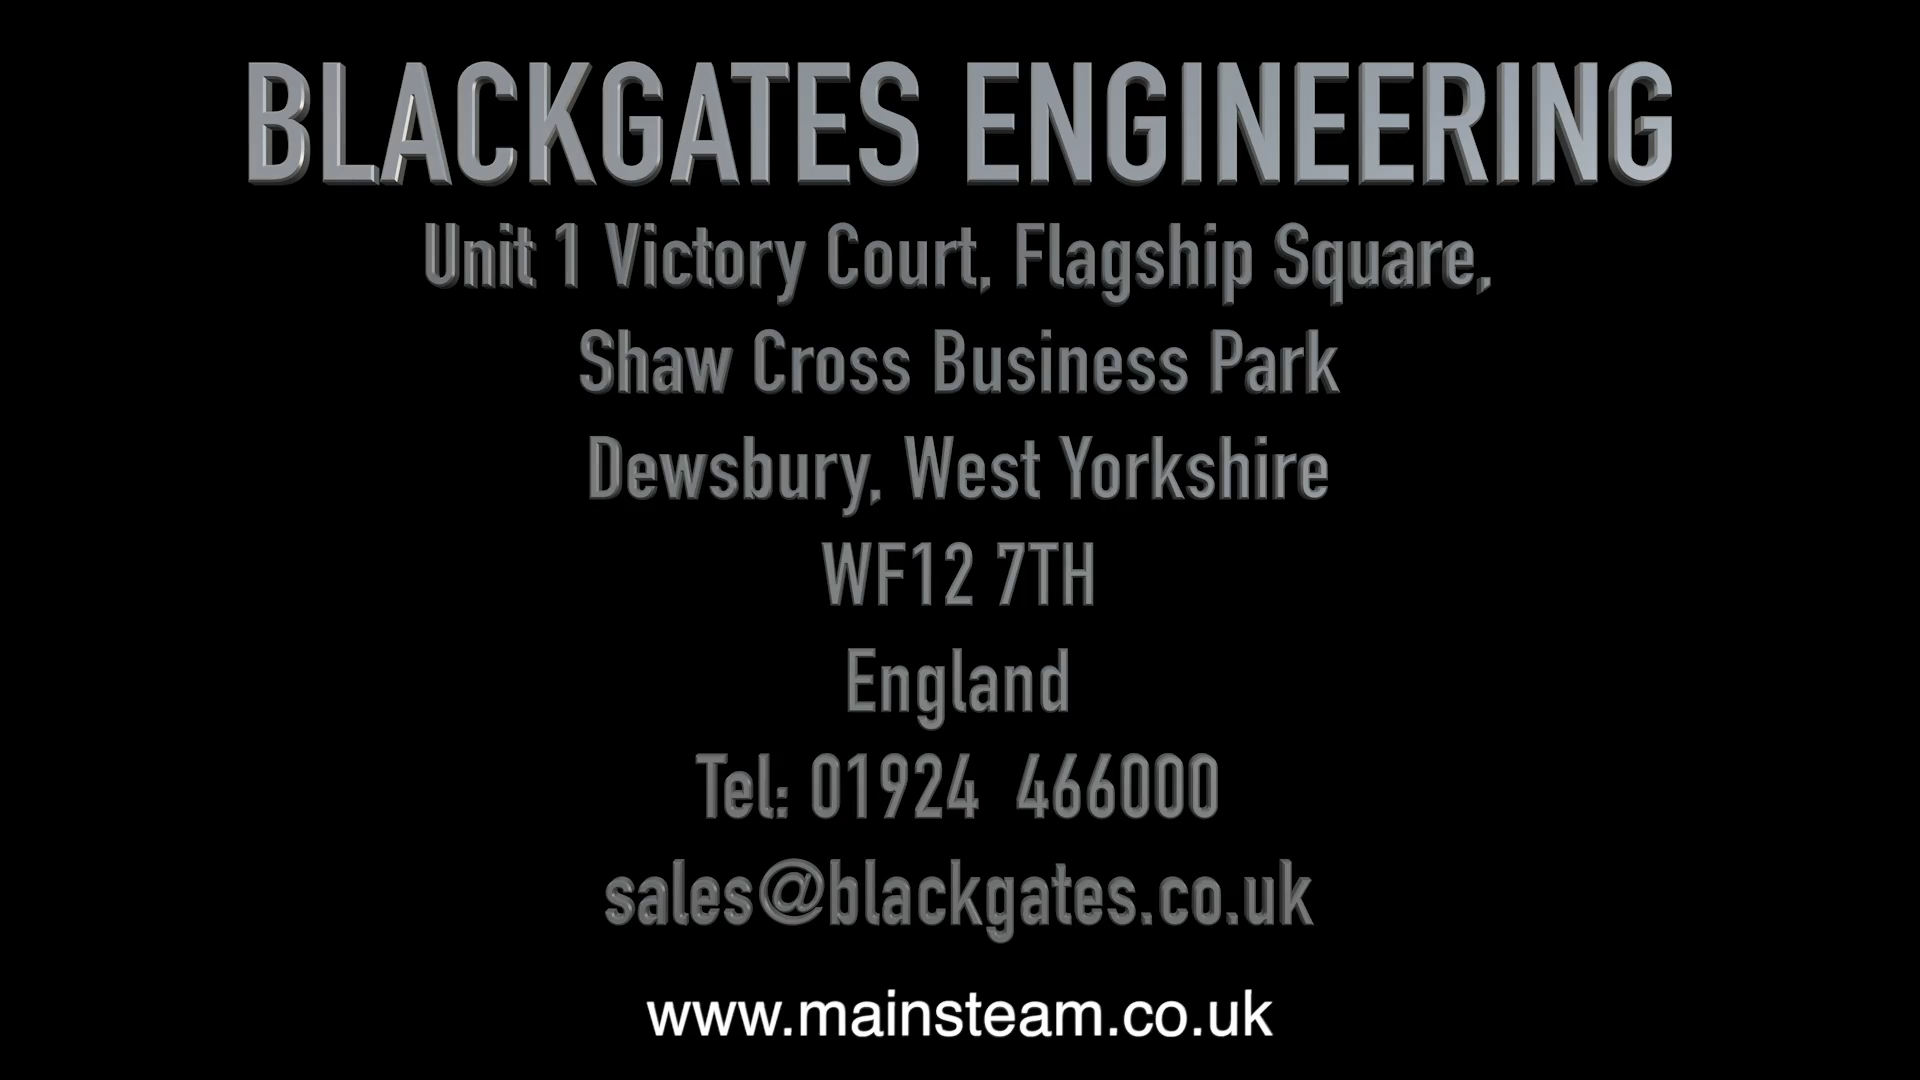 BLACKGATES ENGINEERING
Unit 1 Victory Court, Flagship Square,
Shaw Cross Business Park
Dewsbury, West Yorkshire
WF12 7TH
England
Tel: 01924  466000
sales@blackgates.co.uk
www.mainsteam.co.uk